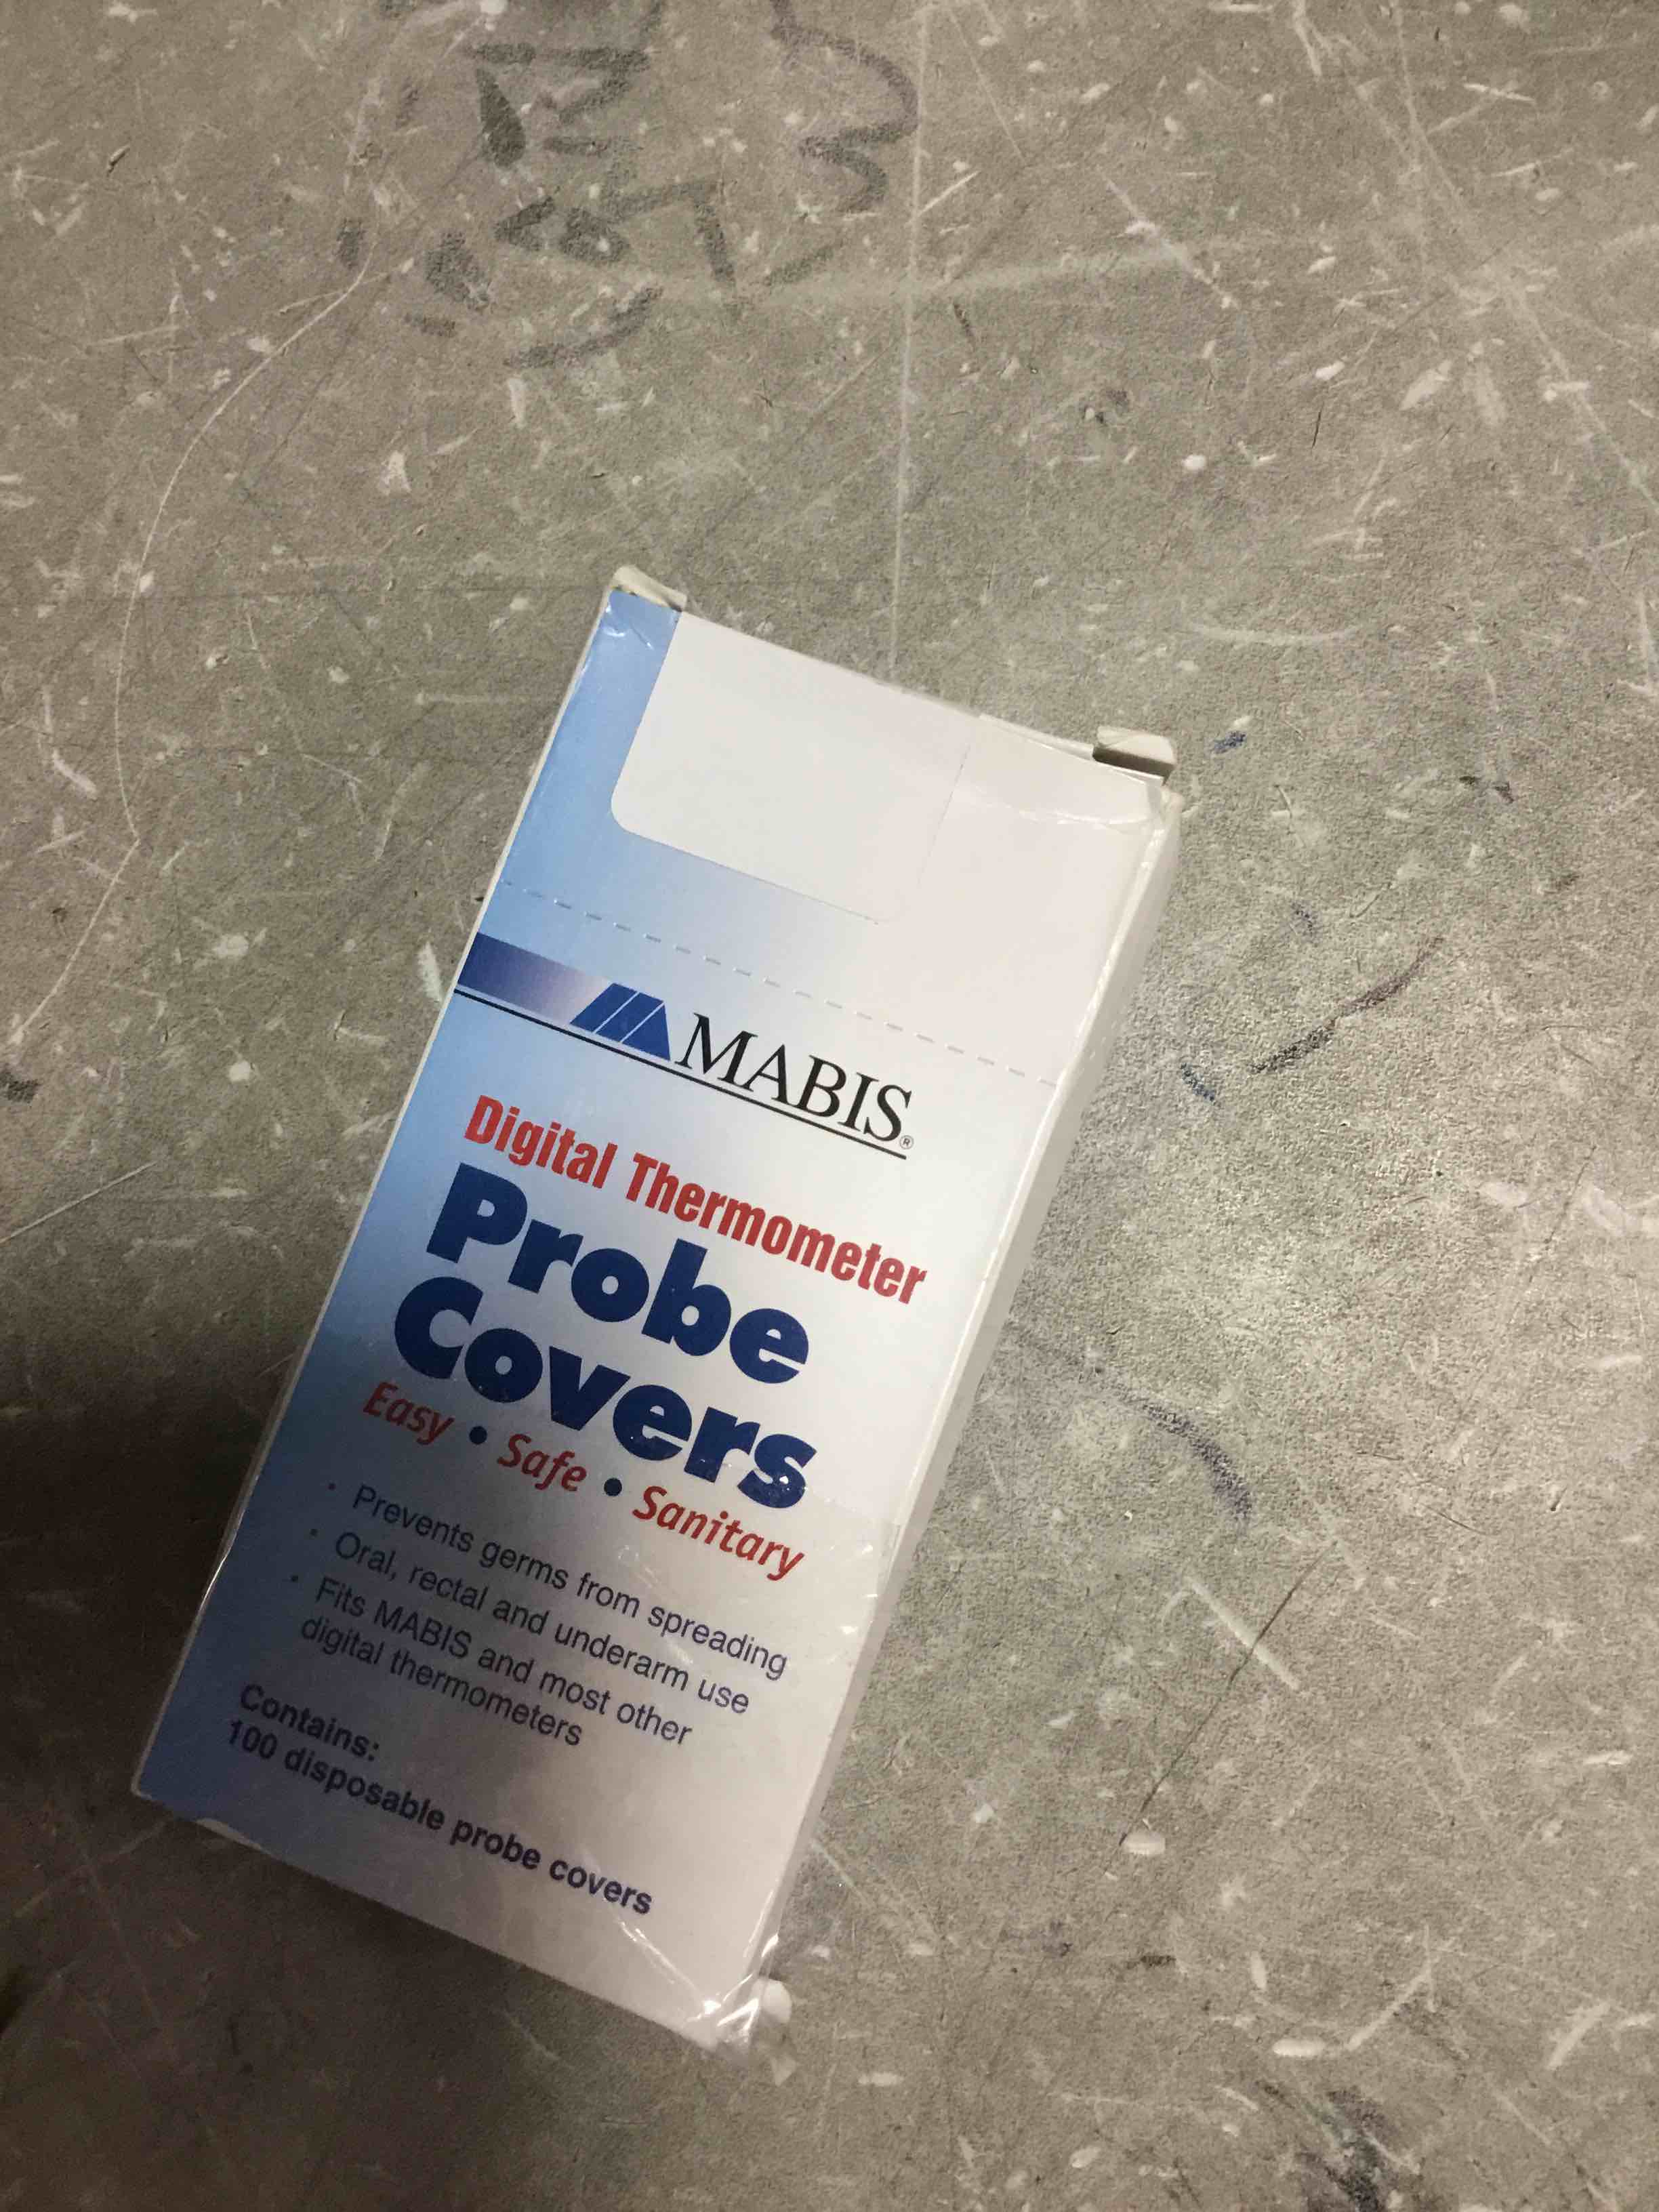 MABIS®
Digital Thermometer
Probe
Covers
Easy • Safe • Sanitary
• Prevents germs from spreading
• Oral, rectal and underarm use
• Fits MABIS and most other
digital thermometers
Contains:
100 disposable probe covers